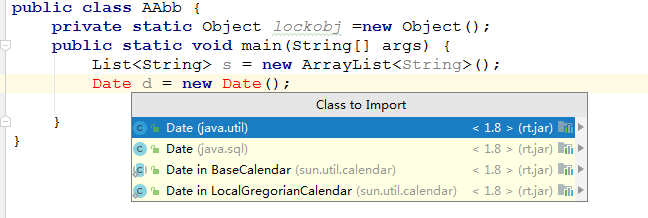 public class AAbb {
private static Object lockobj =new Object();
public static void main(String[] args) {
List<String> s = new ArrayList<String>();
Date d = new Date();
Class to Import
Date (java.util) < 1.8 > (rt.jar)
Date (java.sql) < 1.8 > (rt.jar)
Date in BaseCalendar (sun.util.calendar) < 1.8 > (rt.jar)
Date in LocalGregorianCalendar (sun.util.calendar) < 1.8 > (rt.jar)
}
}